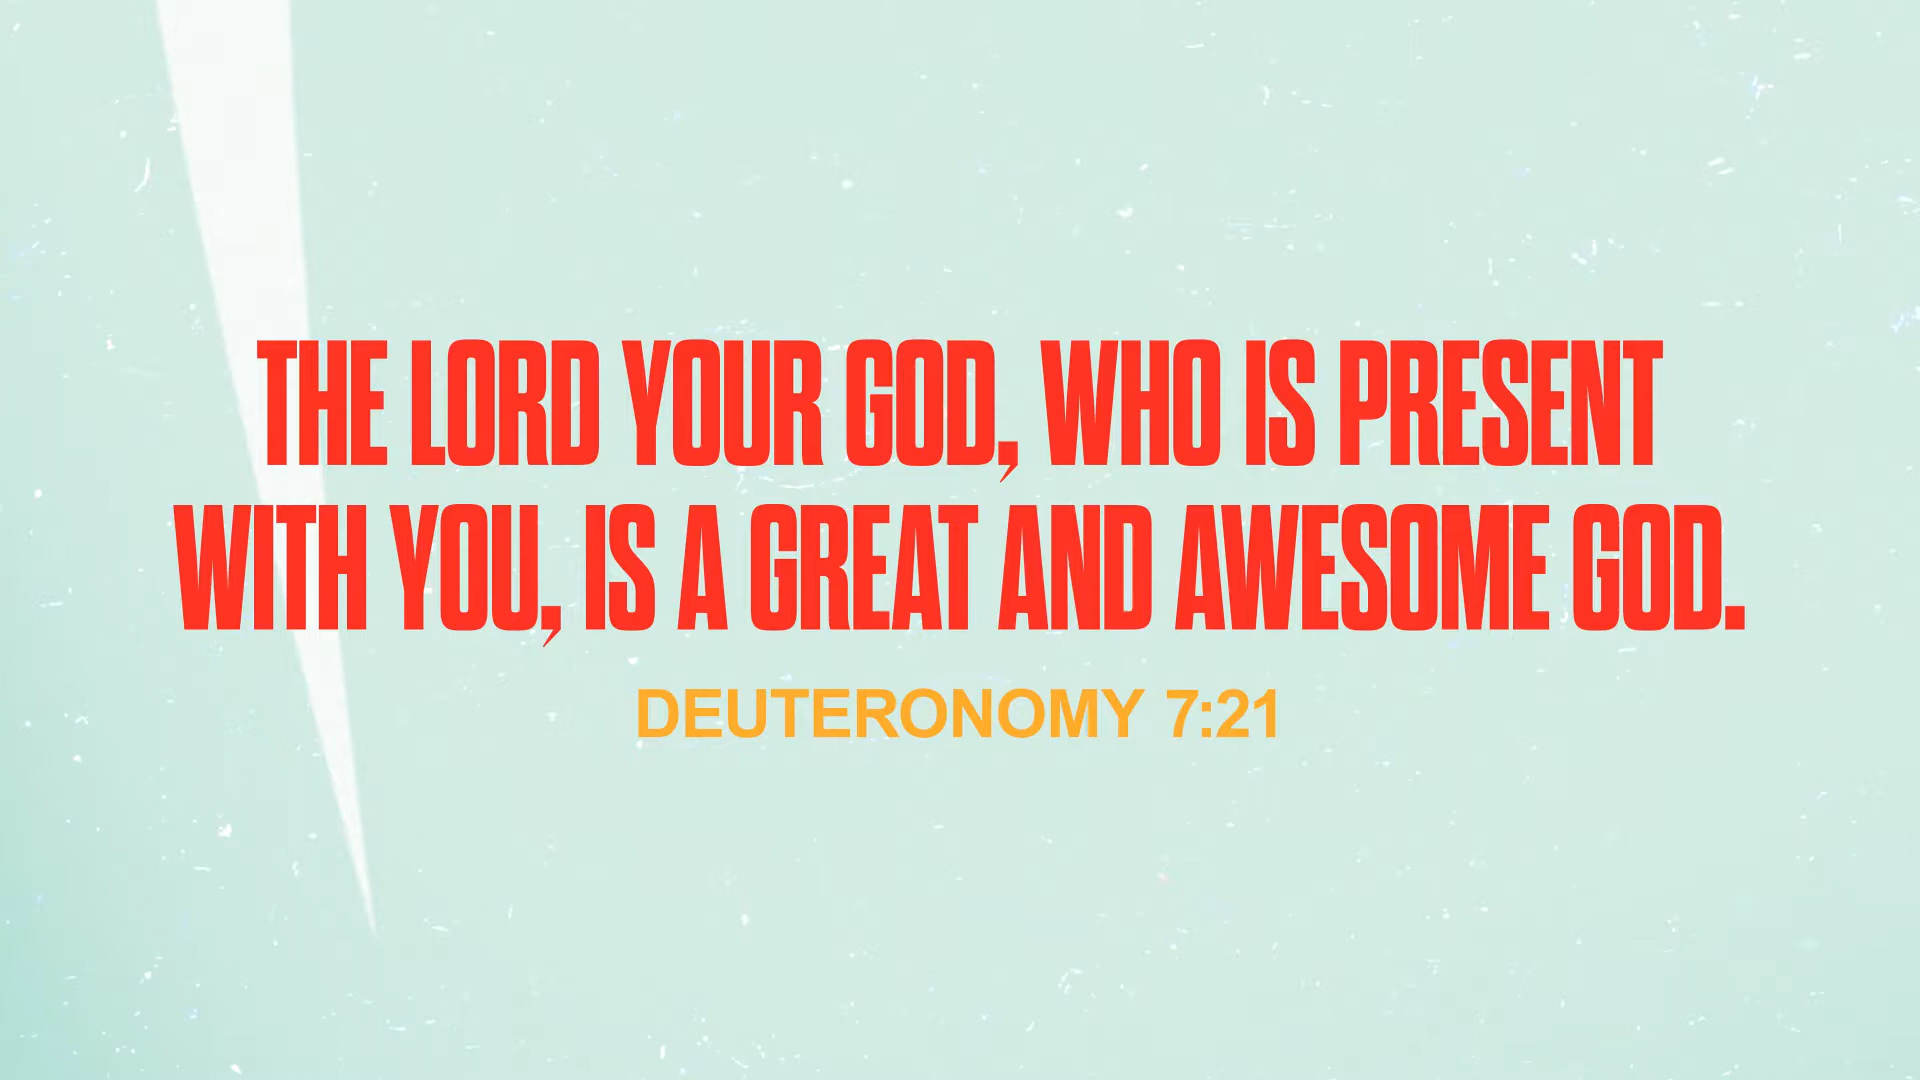 THE LORD YOUR GOD, WHO IS PRESENT
WITH YOU, IS A GREAT AND AWESOME GOD.
DEUTERONOMY 7:21